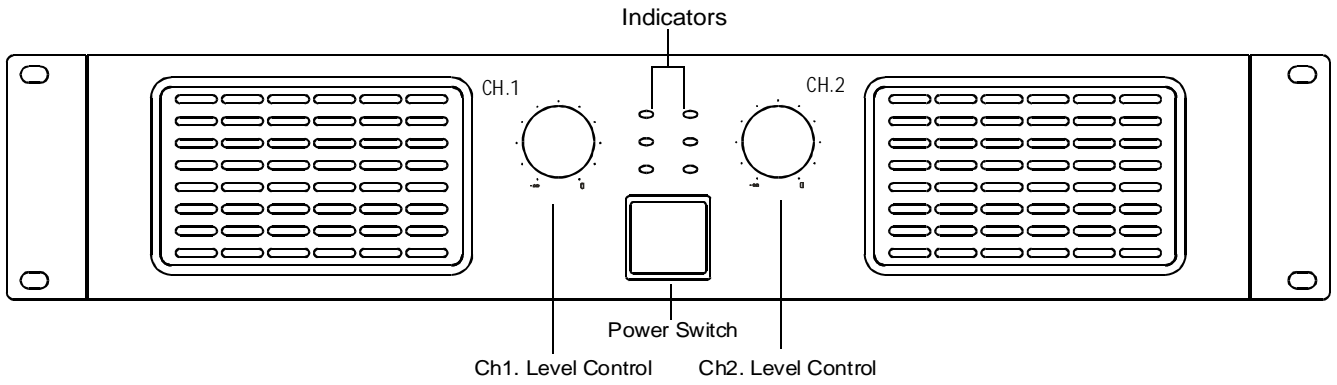 Indicators
CH.1
CH.2
-∞ 0
-∞ 0
Power Switch
Ch1. Level Control
Ch2. Level Control